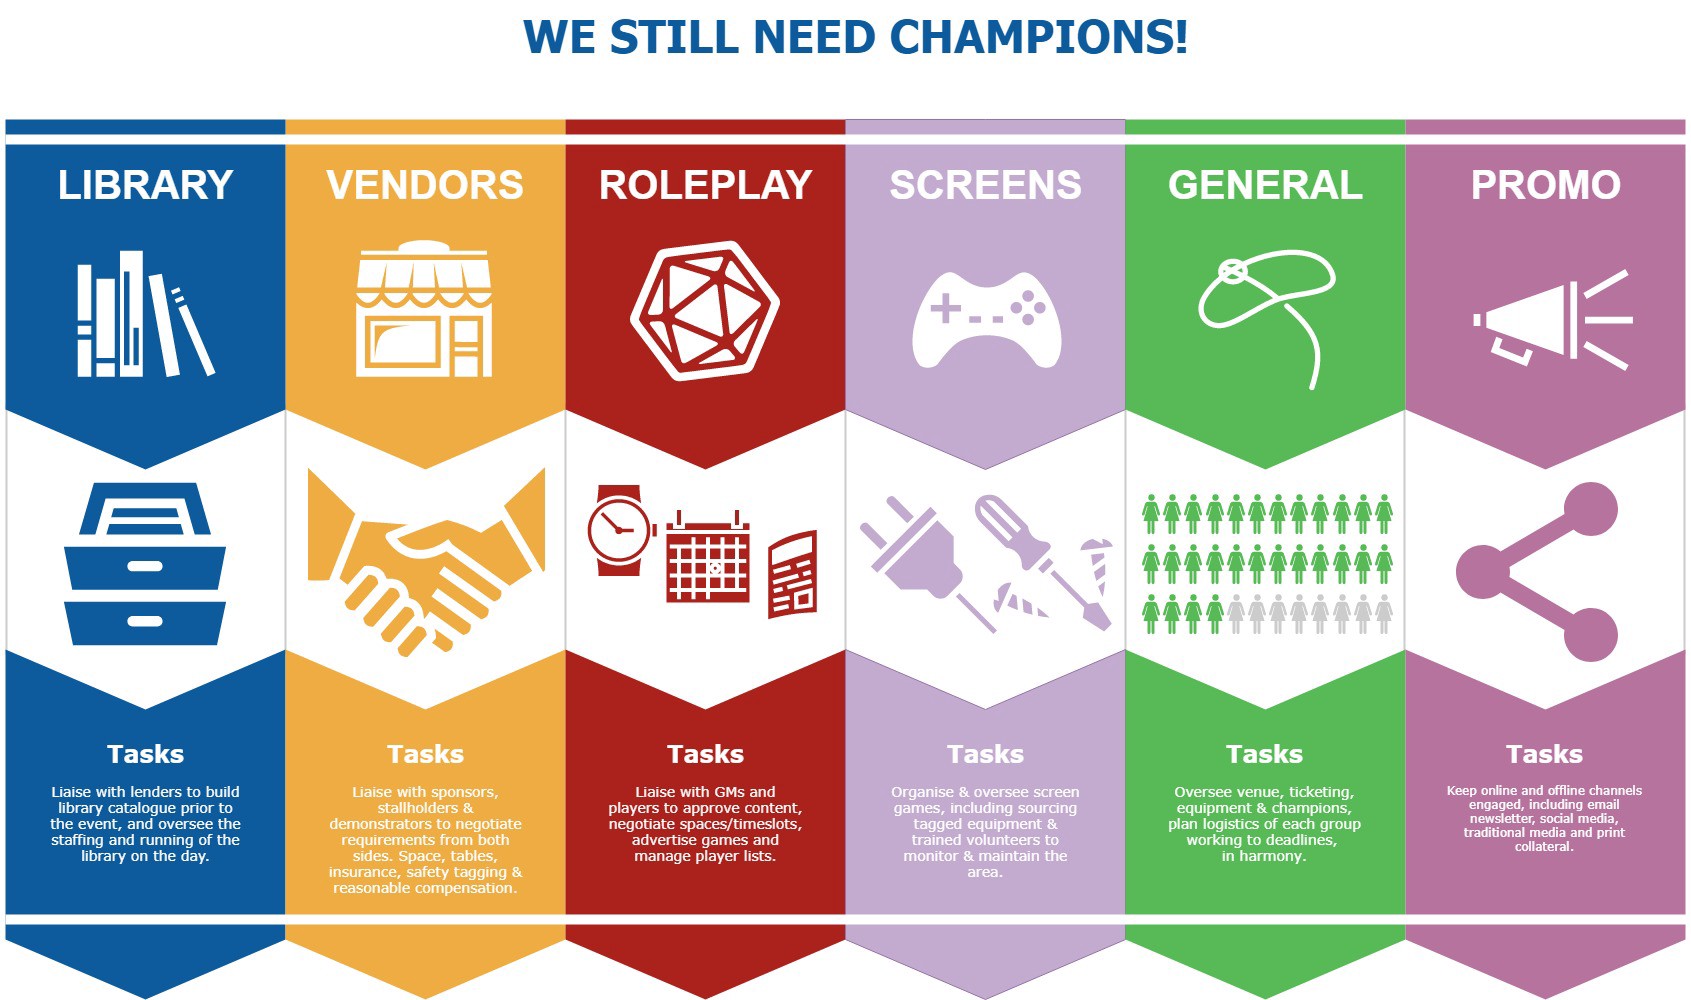 WE STILL NEED CHAMPIONS!
LIBRARY
VENDORS
ROLEPLAY
SCREENS
GENERAL
PROMO
Tasks
Liaise with lenders to build
library catalogue prior to
the event, and oversee the
staffing and running of the
library on the day.
Tasks
Liaise with sponsors,
stallholders &
demonstrators to negotiate
requirements from both
sides. Space, tables,
insurance, safety tagging &
reasonable compensation.
Tasks
Liaise with GMs and
players to approve content,
negotiate spaces/timeslots,
advertise games and
manage player lists.
Tasks
Organise & oversee screen
games, including sourcing
tagged equipment &
trained volunteers to
monitor & maintain the
area.
Tasks
Oversee venue, ticketing,
equipment & champions,
plan logistics of each group
working to deadlines,
in harmony.
Tasks
Keep online and offline channels
engaged, including email
newsletter, social media,
traditional media and print
collateral.